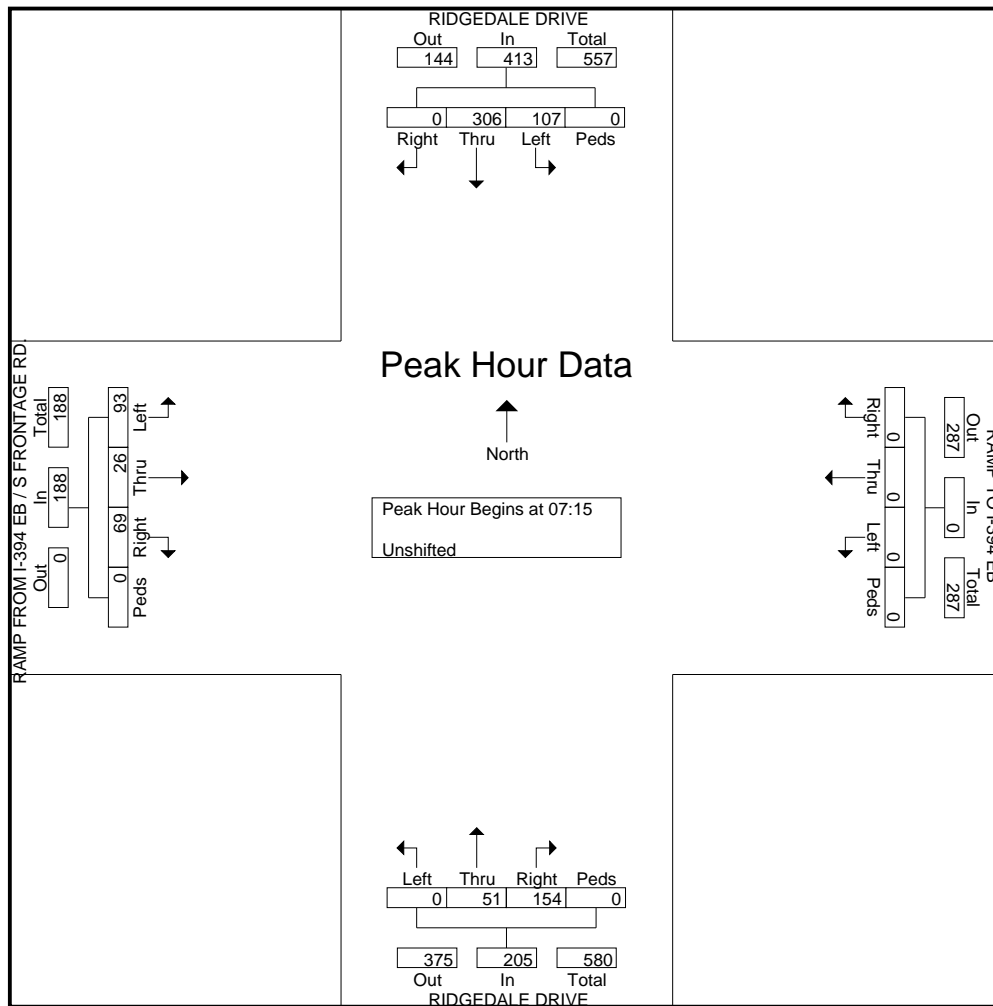 RIDGEDALE DRIVE
Out In Total
144 413 557
0 306 107 0
Right Thru Left Peds
Peak Hour Data
North
Peak Hour Begins at 07:15
Unshifted
RAMP FROM I-394 EB / S FRONTAGE RD.
Out In Total
0 188 188
93 26 69 0
Left Thru Right Peds
RAMP TO I-394 EB
Out In Total
287 0 287
0 0 0 0
Right Thru Left Peds
Left Thru Right Peds
0 51 154 0
375 205 580
Out In Total
RIDGEDALE DRIVE